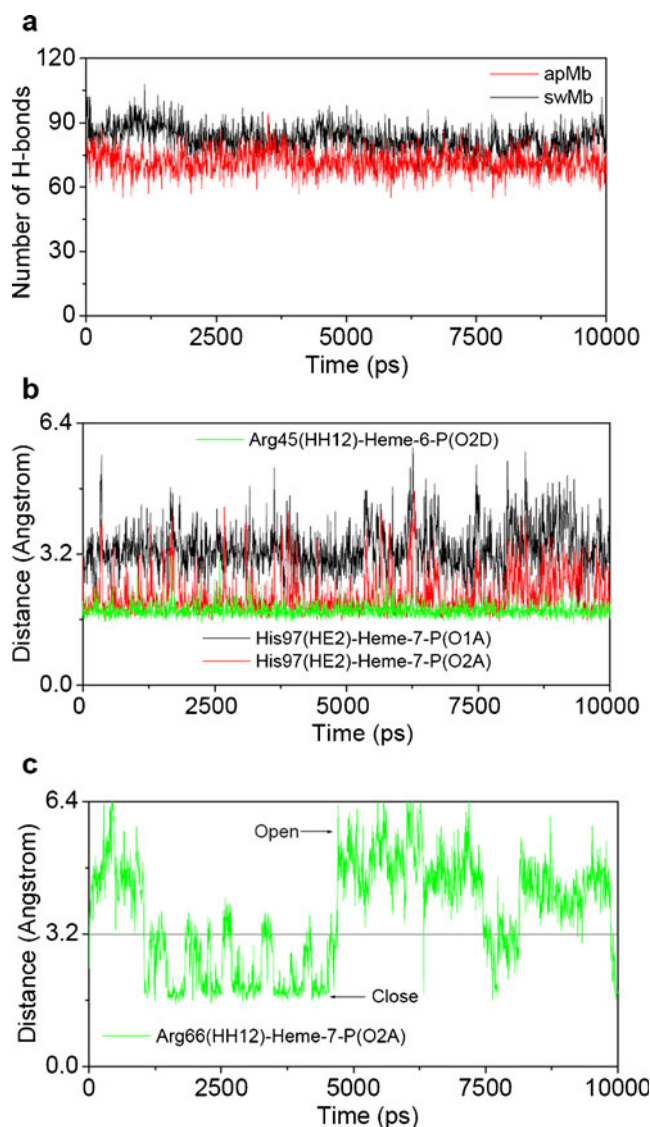 a
120
90
60
30
0
Number of H-bonds
apMb
swMb
0
2500
5000
7500
10000
Time (ps)
b
6.4
3.2
0.0
Distance (Angstrom)
Arg45(HH12)-Heme-6-P(O2D)
His97(HE2)-Heme-7-P(O1A)
His97(HE2)-Heme-7-P(O2A)
0
2500
5000
7500
10000
Time (ps)
c
6.4
3.2
0.0
Distance (Angstrom)
Open
Close
Arg66(HH12)-Heme-7-P(O2A)
0
2500
5000
7500
10000
Time (ps)